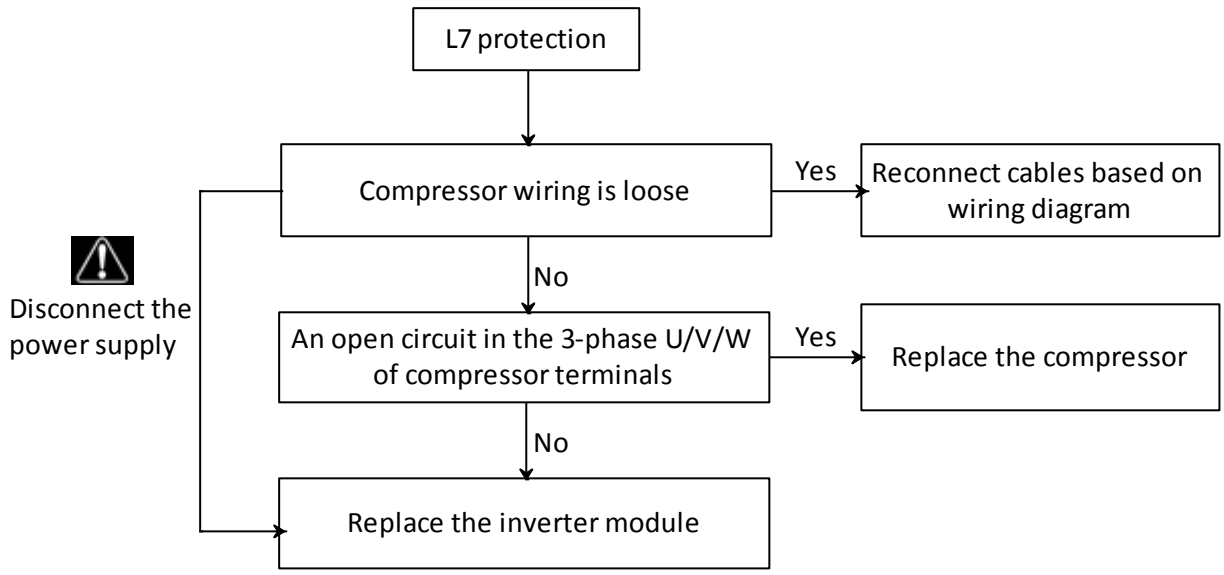 L7 protection
Compressor wiring is loose
Yes
Reconnect cables based on
wiring diagram
Disconnect the
power supply
No
An open circuit in the 3-phase U/V/W
of compressor terminals
Yes
Replace the compressor
No
Replace the inverter module